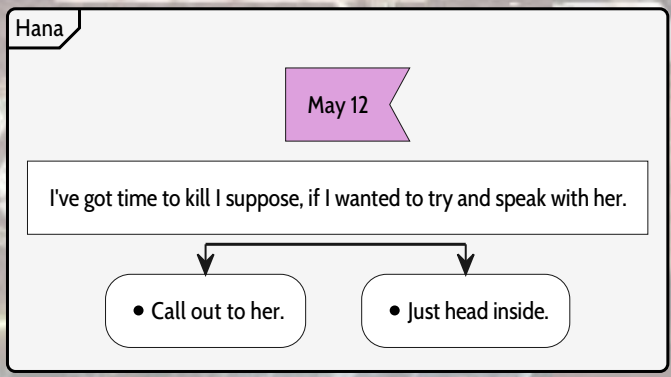 Hana
May 12
I've got time to kill I suppose, if I wanted to try and speak with her.
• Call out to her.
• Just head inside.